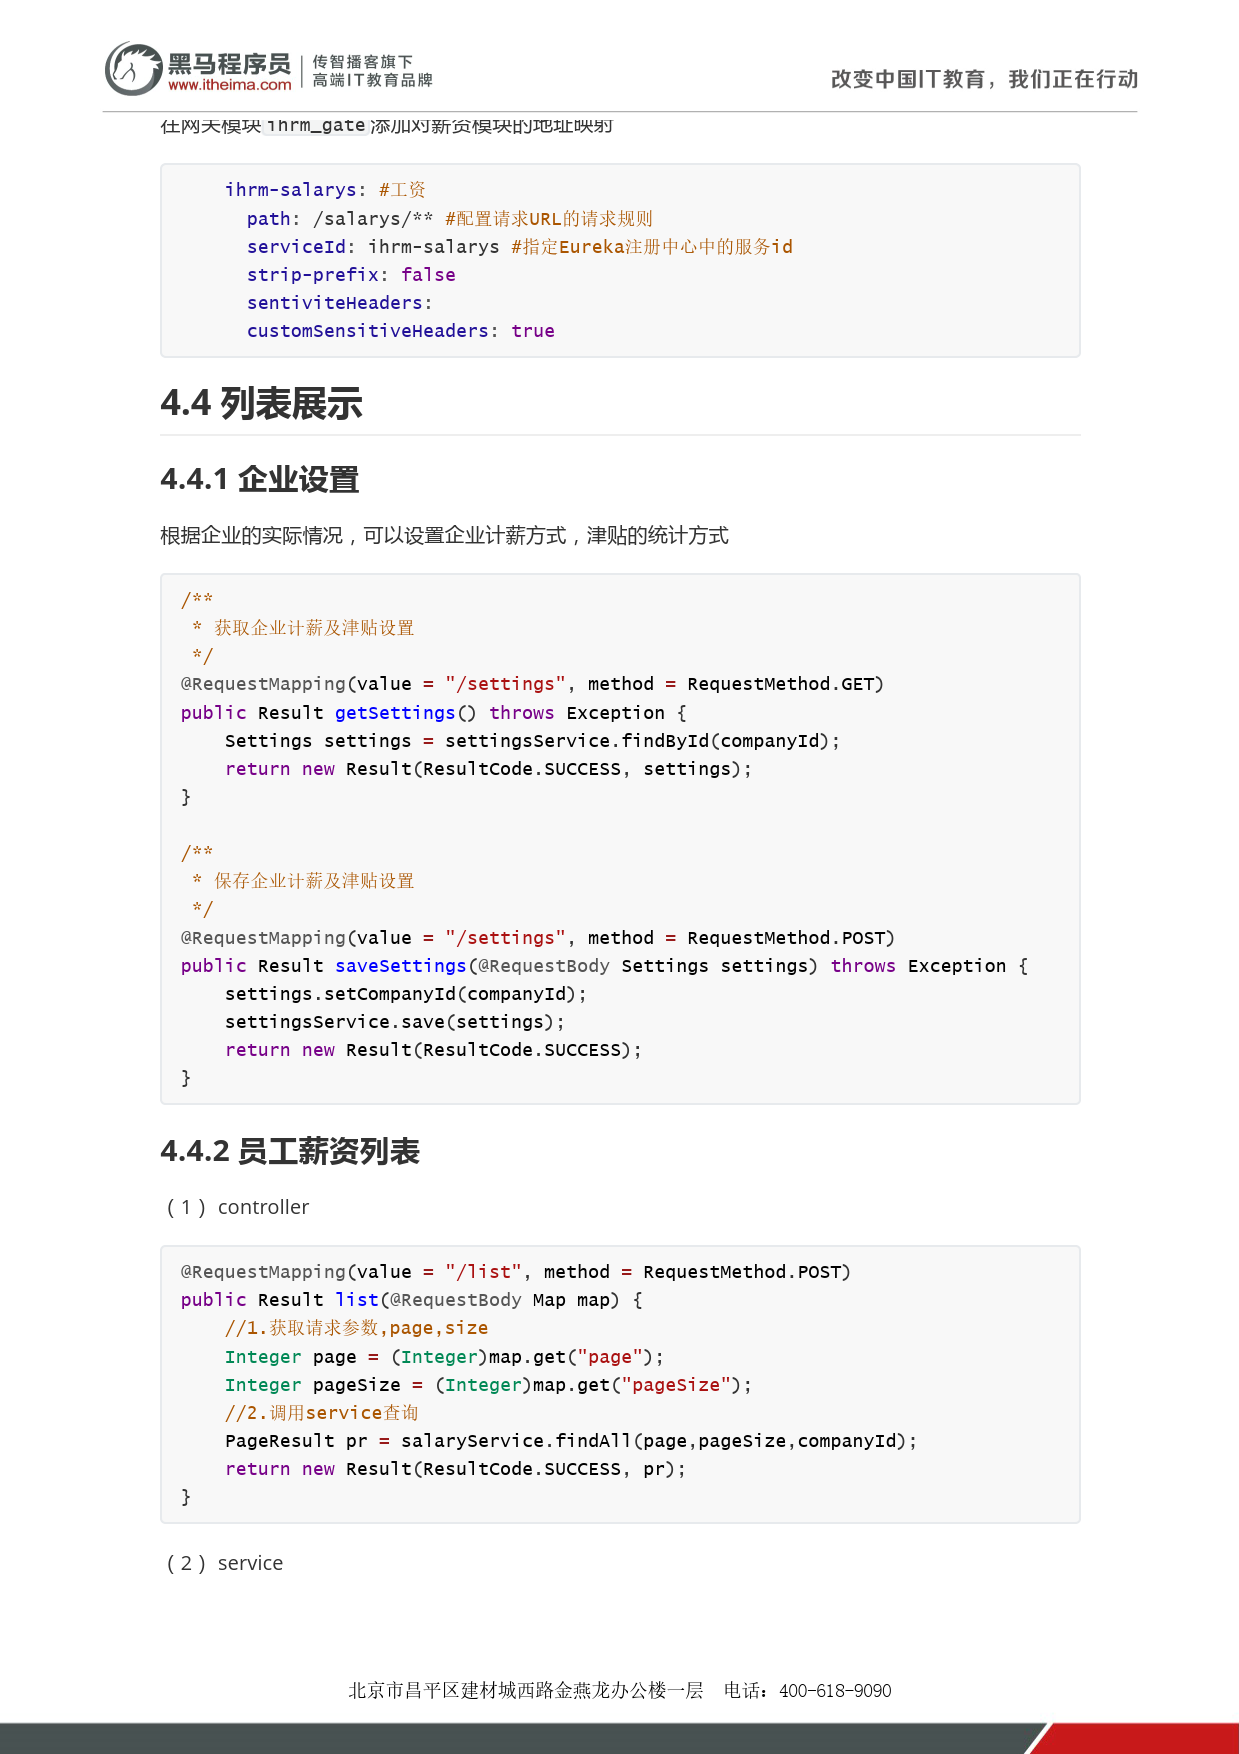 黑马程序员
www.itheima.com
传智播客旗下
高端IT教育品牌
改变中国IT教育，我们正在行动
在网关模块ihrm_gate添加对薪资模块的地址映射
ihrm-salarys: #工资
path: /salarys/** #配置请求URL的请求规则
serviceId: ihrm-salarys #指定Eureka注册中心中的服务id
strip-prefix: false
sentiviteHeaders:
customSensitiveHeaders: true
4.4 列表展示
4.4.1 企业设置
根据企业的实际情况，可以设置企业计薪方式，津贴的统计方式
/**
 * 获取企业计薪及津贴设置
 */
@RequestMapping(value = "/settings", method = RequestMethod.GET)
public Result getSettings() throws Exception {
    Settings settings = settingsService.findById(companyId);
    return new Result(ResultCode.SUCCESS, settings);
}
/**
 * 保存企业计薪及津贴设置
 */
@RequestMapping(value = "/settings", method = RequestMethod.POST)
public Result saveSettings(@RequestBody Settings settings) throws Exception {
    settings.setCompanyId(companyId);
    settingsService.save(settings);
    return new Result(ResultCode.SUCCESS);
}
4.4.2 员工薪资列表
（1） controller
@RequestMapping(value = "/list", method = RequestMethod.POST)
public Result list(@RequestBody Map map) {
    //1.获取请求参数,page,size
    Integer page = (Integer)map.get("page");
    Integer pageSize = (Integer)map.get("pageSize");
    //2.调用service查询
    PageResult pr = salaryService.findAll(page,pageSize,companyId);
    return new Result(ResultCode.SUCCESS, pr);
}
（2） service
北京市昌平区建材城西路金燕龙办公楼一层 电话：400-618-9090